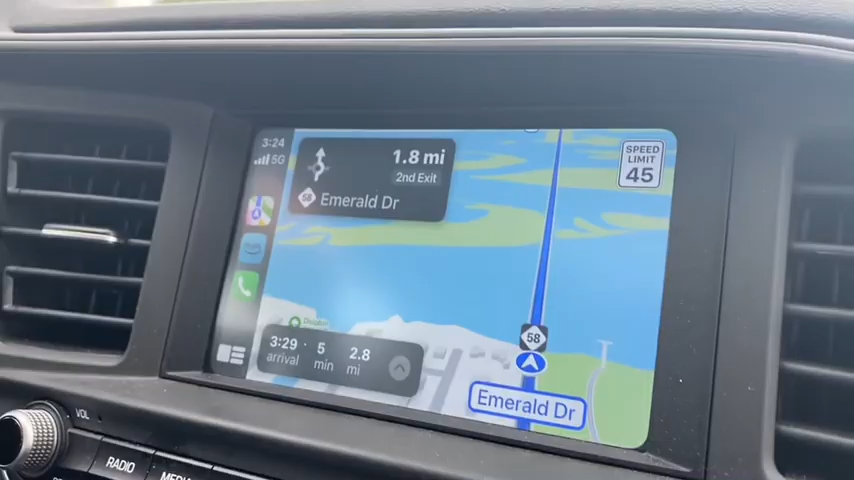 3:24
5G
1.8 mi
2nd Exit
58 Emerald Dr
SPEED
LIMIT
45
58
3:29 · 5 2.8
arrival min mi
Emerald Dr
VOL
RADIO